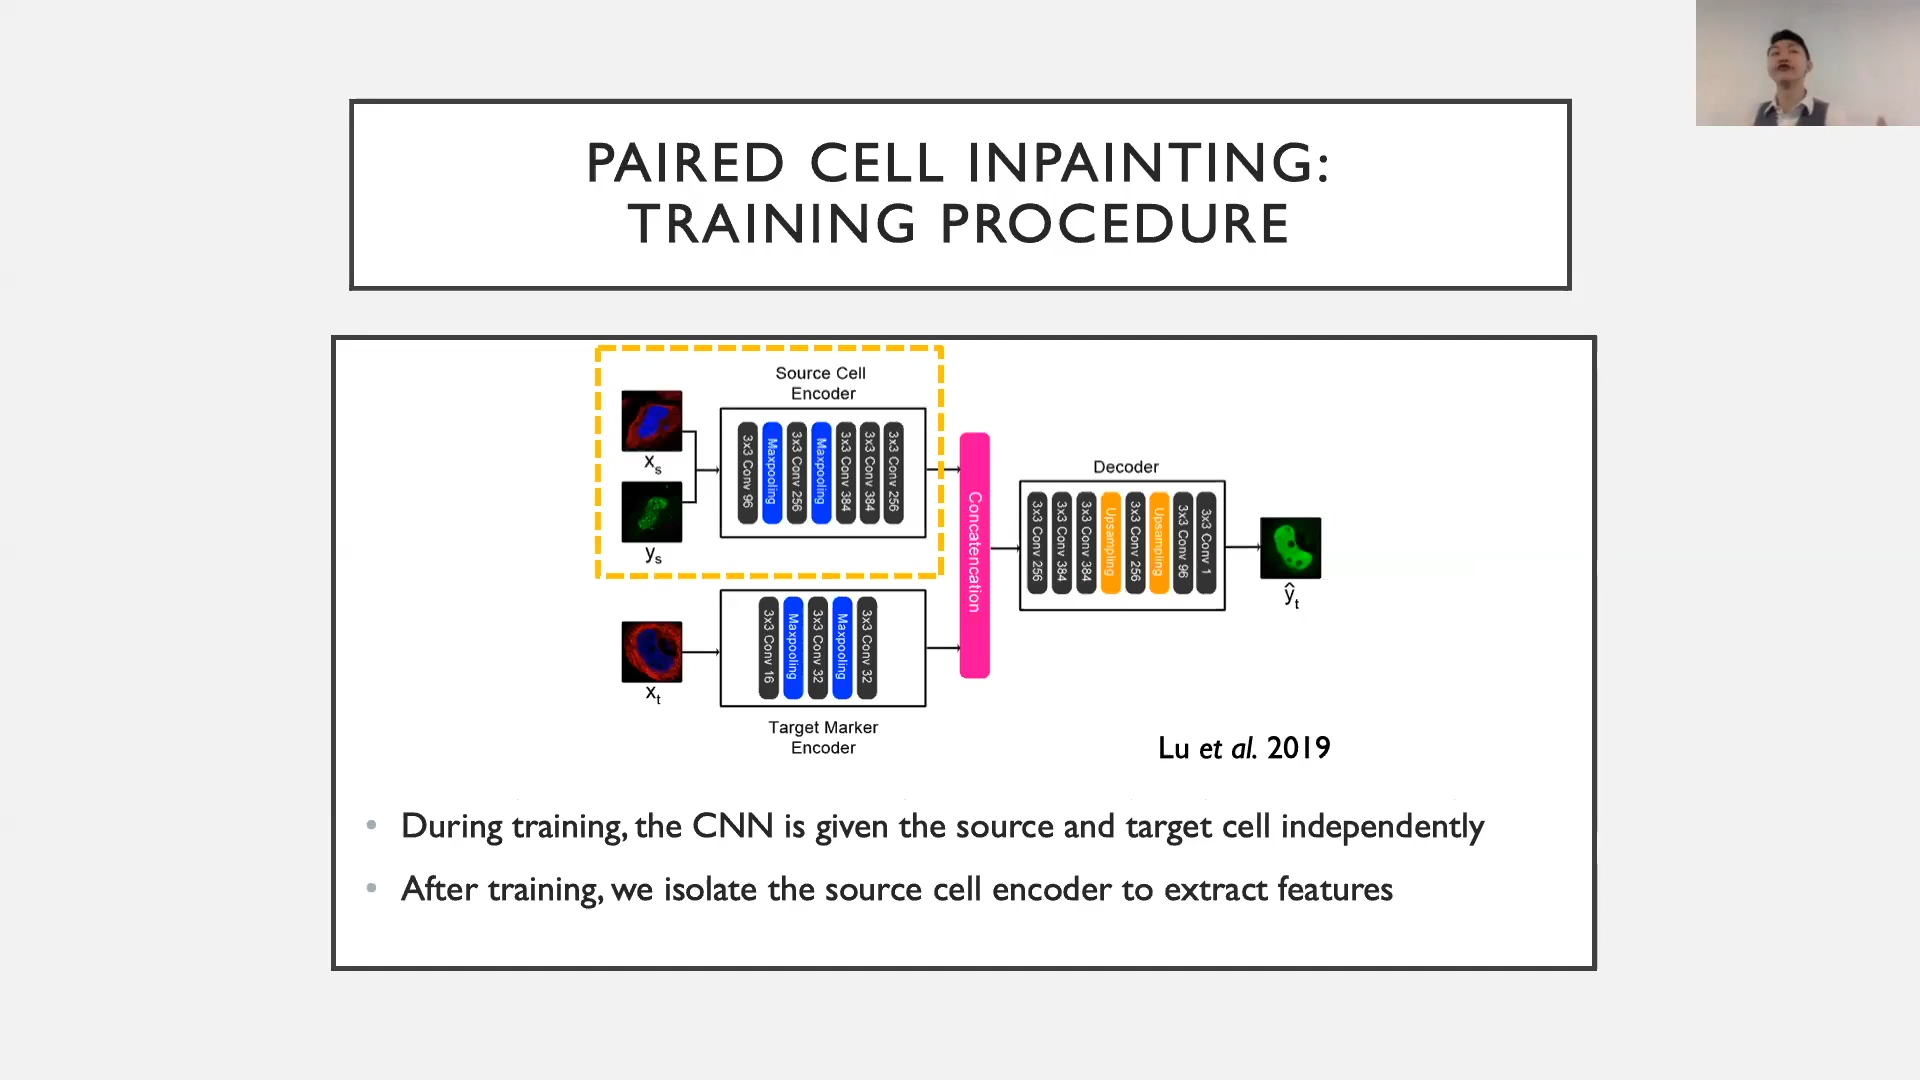 PAIRED CELL INPAINTING:
TRAINING PROCEDURE
Source Cell
Encoder
xs
ys
3x3 Conv 96
Maxpooling
3x3 Conv 256
Maxpooling
3x3 Conv 384
3x3 Conv 384
3x3 Conv 256
Concatencation
Decoder
3x3 Conv 256
3x3 Conv 384
3x3 Conv 384
Upsampling
3x3 Conv 256
Upsampling
3x3 Conv 96
3x3 Conv 1
ŷt
xt
3x3 Conv 16
Maxpooling
3x3 Conv 32
Maxpooling
3x3 Conv 32
Target Marker
Encoder
Lu et al. 2019
• During training, the CNN is given the source and target cell independently
• After training, we isolate the source cell encoder to extract features